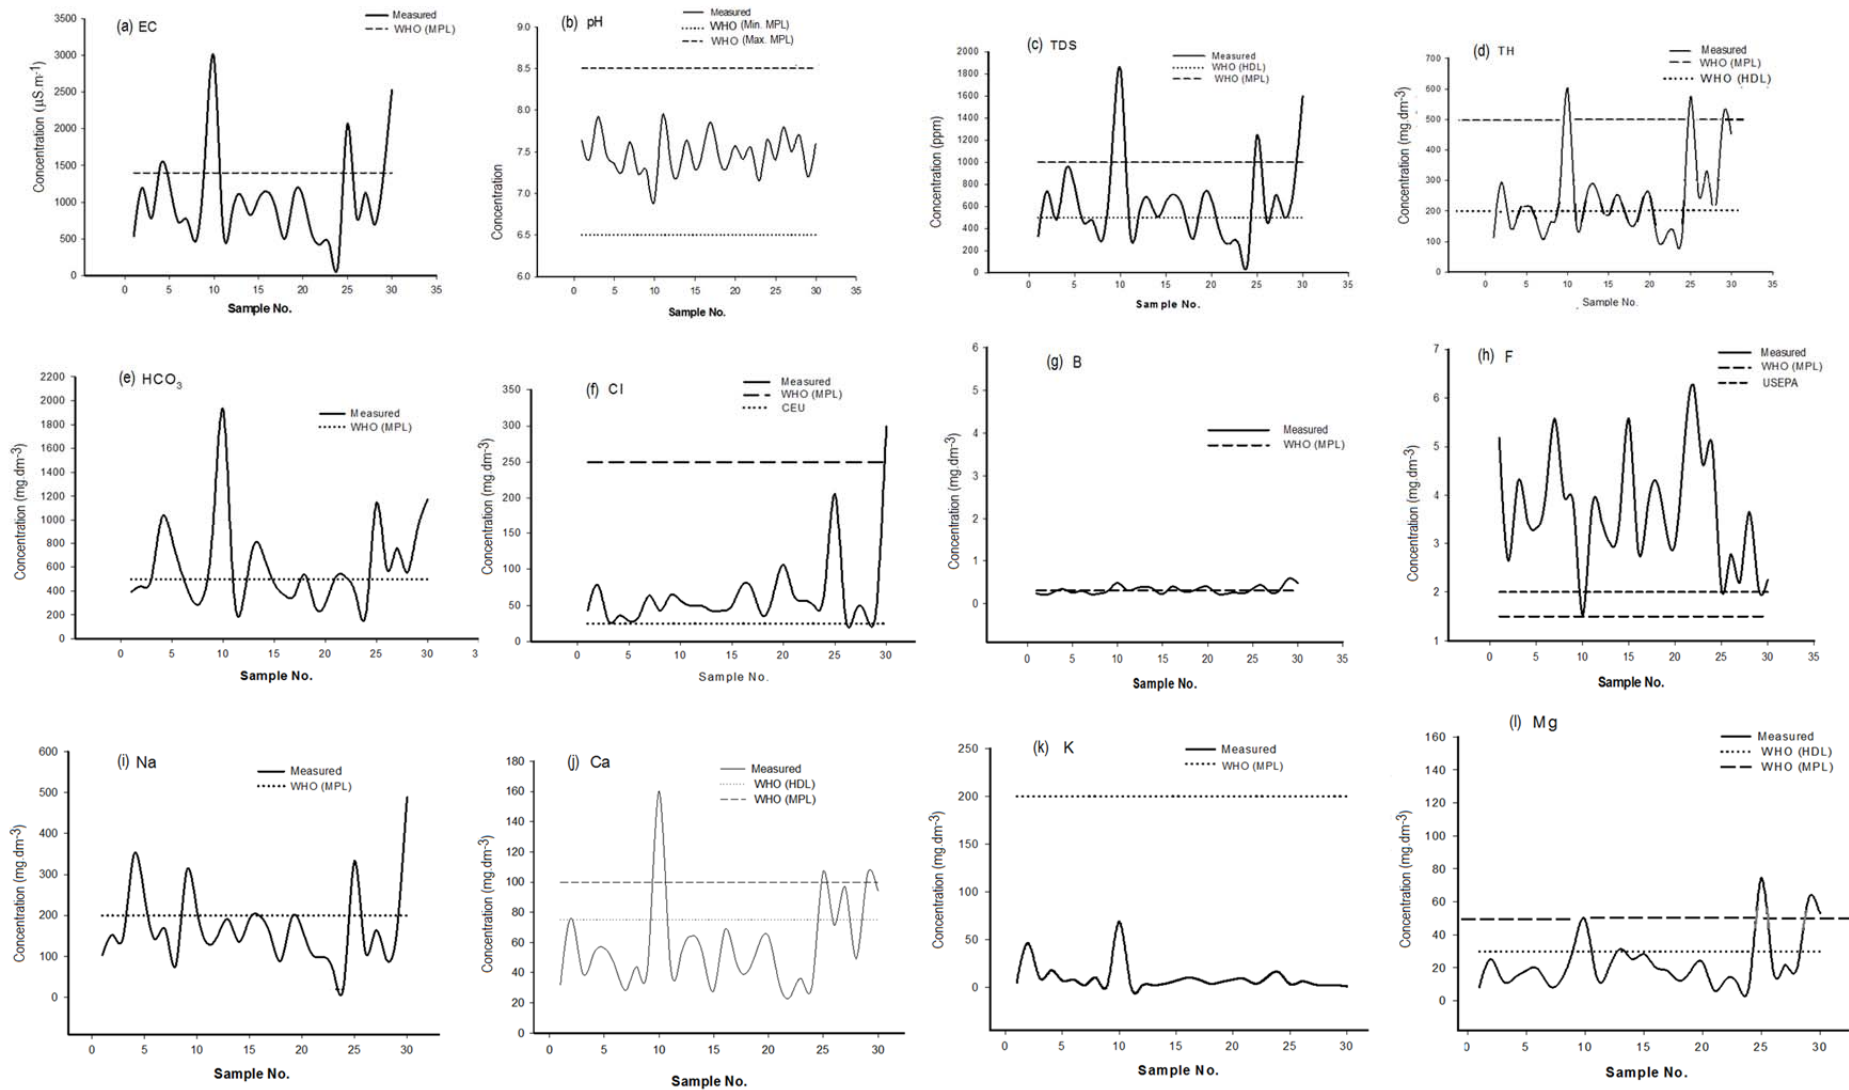 (a) EC
Measured
WHO (MPL)
3500
3000
2500
2000
1500
1000
500
0
Concentration (µS.m-1)
0 5 10 15 20 25 30 35
Sample No.
(b) pH
Measured
WHO (Min. MPL)
WHO (Max. MPL)
9.0
8.5
8.0
7.5
7.0
6.5
6.0
Concentration
0 5 10 15 20 25 30 35
Sample No.
(c) TDS
Measured
WHO (HDL)
WHO (MPL)
2000
1800
1600
1400
1200
1000
800
600
400
200
0
Concentration (ppm)
0 5 10 15 20 25 30 35
Sample No.
(d) TH
Measured
WHO (MPL)
WHO (HDL)
700
600
500
400
300
200
100
0
Concentration (mg.dm-3)
0 5 10 15 20 25 30 35
Sample No.
(e) HCO3
Measured
WHO (MPL)
2200
2000
1800
1600
1400
1200
1000
800
600
400
200
0
Concentration (mg.dm-3)
0 5 10 15 20 25 30 3
Sample No.
(f) Cl
Measured
WHO (MPL)
CEU
350
300
250
200
150
100
50
0
Concentration (mg.dm-3)
0 5 10 15 20 25 30
Sample No.
(g) B
Measured
WHO (MPL)
6
5
4
3
2
1
0
Concentration (mg.dm-3)
0 5 10 15 20 25 30 35
Sample No.
(h) F
Measured
WHO (MPL)
USEPA
7
6
5
4
3
2
1
Concentration (mg.dm-3)
0 5 10 15 20 25 30 35
Sample No.
(i) Na
Measured
WHO (MPL)
600
500
400
300
200
100
0
Concentration (mg.dm-3)
0 5 10 15 20 25 30
Sample No.
(j) Ca
Measured
WHO (HDL)
WHO (MPL)
180
160
140
120
100
80
60
40
20
0
Concentration (mg.dm-3)
0 5 10 15 20 25 30
Sample No.
(k) K
Measured
WHO (MPL)
250
200
150
100
50
0
Concentration (mg.dm-3)
0 5 10 15 20 25 30
Sample No.
(l) Mg
Measured
WHO (HDL)
WHO (MPL)
160
140
120
100
80
60
40
20
0
Concentration (mg.dm-3)
0 5 10 15 20 25 30
Sample No.